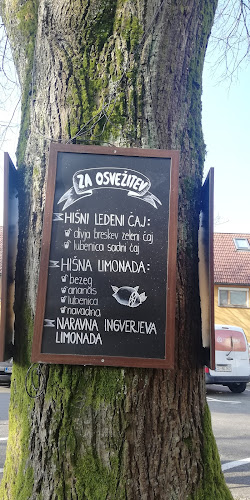 ZA OSVEŽITEV
HIŠNI LEDENI ČAJ:
divja breskev zeleni čaj
lubenica sadni čaj
HIŠNA LIMONADA:
bezeg
ananas
lubenica
navadna
NARAVNA INGVERJEVA
LIMONADA